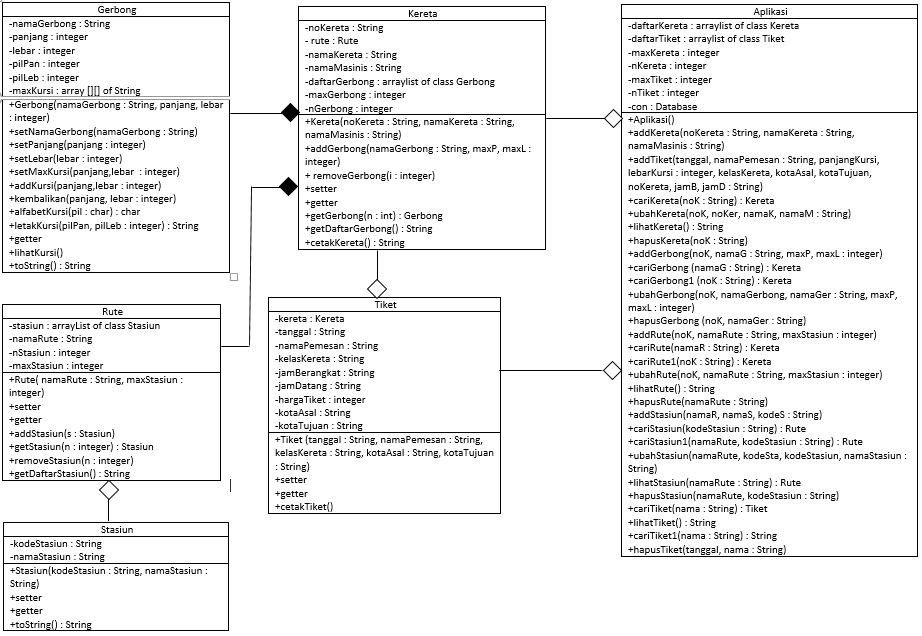 Gerbong
-namaGerbong : String
-panjang : integer
-lebar : integer
-pilPan : integer
-pilLeb : integer
-maxKursi : array [][] of String
+Gerbong(namaGerbong : String, panjang, lebar
: integer)
+setNamaGerbong(namaGerbong : String)
+setPanjang(panjang : integer)
+setLebar(lebar : integer)
+setMaxKursi(panjang,lebar : integer)
+addKursi(panjang,lebar : integer)
+kembalikan(panjang, lebar : integer)
+alfabetKursi(pil : char) : char
+letakKursi(pilPan, pilLeb : integer) : String
+getter
+lihatKursi()
+toString() : String
Kereta
-noKereta : String
- rute : Rute
-namaKereta : String
-namaMasinis : String
-daftarGerbong : arraylist of class Gerbong
-maxGerbong : integer
-nGerbong : integer
+Kereta(noKereta : String, namaKereta : String,
namaMasinis : String)
+addGerbong(namaGerbong : String, maxP, maxL :
integer)
+ removeGerbong(i : integer)
+setter
+getter
+getGerbong(n : int) : Gerbong
+getDaftarGerbong() : String
+cetakKereta() : String
Aplikasi
-daftarKereta : arraylist of class Kereta
-daftarTiket : arraylist of class Tiket
-maxKereta : integer
-nKereta : integer
-maxTiket : integer
-nTiket : integer
-con : Database
+Aplikasi()
+addKereta(noKereta : String, namaKereta : String,
namaMasinis : String)
+addTiket(tanggal, namaPemesan : String, panjangKursi,
lebarKursi : integer, kelasKereta, kotaAsal, kotaTujuan,
noKereta, jamB, jamD : String)
+cariKereta(noK : String) : Kereta
+ubahKereta(noK, noKer, namaK, namaM : String)
+lihatKereta() : String
+hapusKereta(noK : String)
+addGerbong(noK, namaG : String, maxP, maxL : integer)
+cariGerbong (namaG : String) : Kereta
+cariGerbong1 (noK : String) : Kereta
+ubahGerbong(noK, namaGerbong, namaGer : String, maxP,
maxL : integer)
+hapusGerbong (noK, namaGer : String)
+addRute(noK, namaRute : String, maxStasiun : integer)
+cariRute(namaR : String) : Kereta
+cariRute1(noK : String) : Kereta
+ubahRute(noK, namaRute : String, maxStasiun : integer)
+lihatRute() : String
+hapusRute(namaRute : String)
+addStasiun(namaR, namaS, kodeS : String)
+cariStasiun(kodeStasiun : String) : Rute
+cariStasiun1(namaRute, kodeStasiun : String) : Rute
+ubahStasiun(namaRute, kodeSta, kodeStasiun, namaStasiun :
String)
+lihatStasiun(namaRute : String) : Rute
+hapusStasiun(namaRute, kodeStasiun : String)
+cariTiket(nama : String) : Tiket
+lihatTiket() : String
+cariTiket1(nama : String) : String
+hapusTiket(tanggal, nama : String)
Rute
-stasiun : arrayList of class Stasiun
-namaRute : String
-nStasiun : integer
-maxStasiun : integer
+Rute( namaRute : String, maxStasiun :
integer)
+setter
+getter
+addStasiun(s : Stasiun)
+getStasiun(n : integer) : Stasiun
+removeStasiun(n : integer)
+getDaftarStasiun() : String
Tiket
-kereta : Kereta
-tanggal : String
-namaPemesan : String
-kelasKereta : String
-jamBerangkat : String
-jamDatang : String
-hargaTiket : integer
-kotaAsal : String
-kotaTujuan : String
+Tiket (tanggal : String, namaPemesan : String,
kelasKereta : String, kotaAsal : String, kotaTujuan
: String)
+setter
+getter
+cetakTiket()
Stasiun
-kodeStasiun : String
-namaStasiun : String
+Stasiun(kodeStasiun : String, namaStasiun :
String)
+setter
+getter
+toString() : String